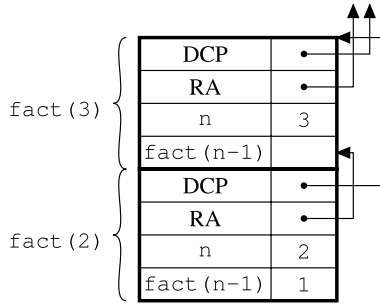 DCP
RA
fact(3)
n 3
fact(n-1)
DCP
RA
fact(2)
n 2
fact(n-1) 1